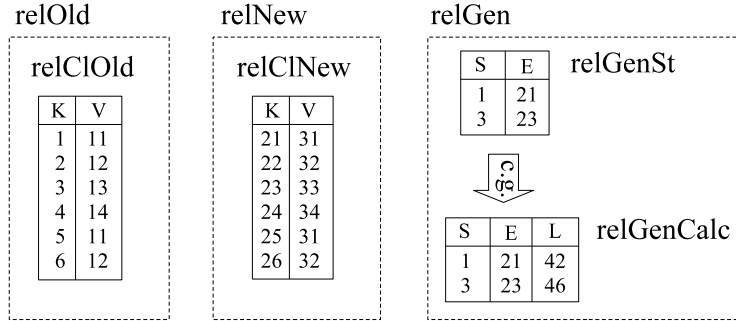 relOld relNew relGen
relClOld relClNew relGenSt
K V
1 11
2 12
3 13
4 14
5 11
6 12
K V
21 31
22 32
23 33
24 34
25 31
26 32
S E
1 21
3 23
c.g.
relGenCalc
S E L
1 21 42
3 23 46